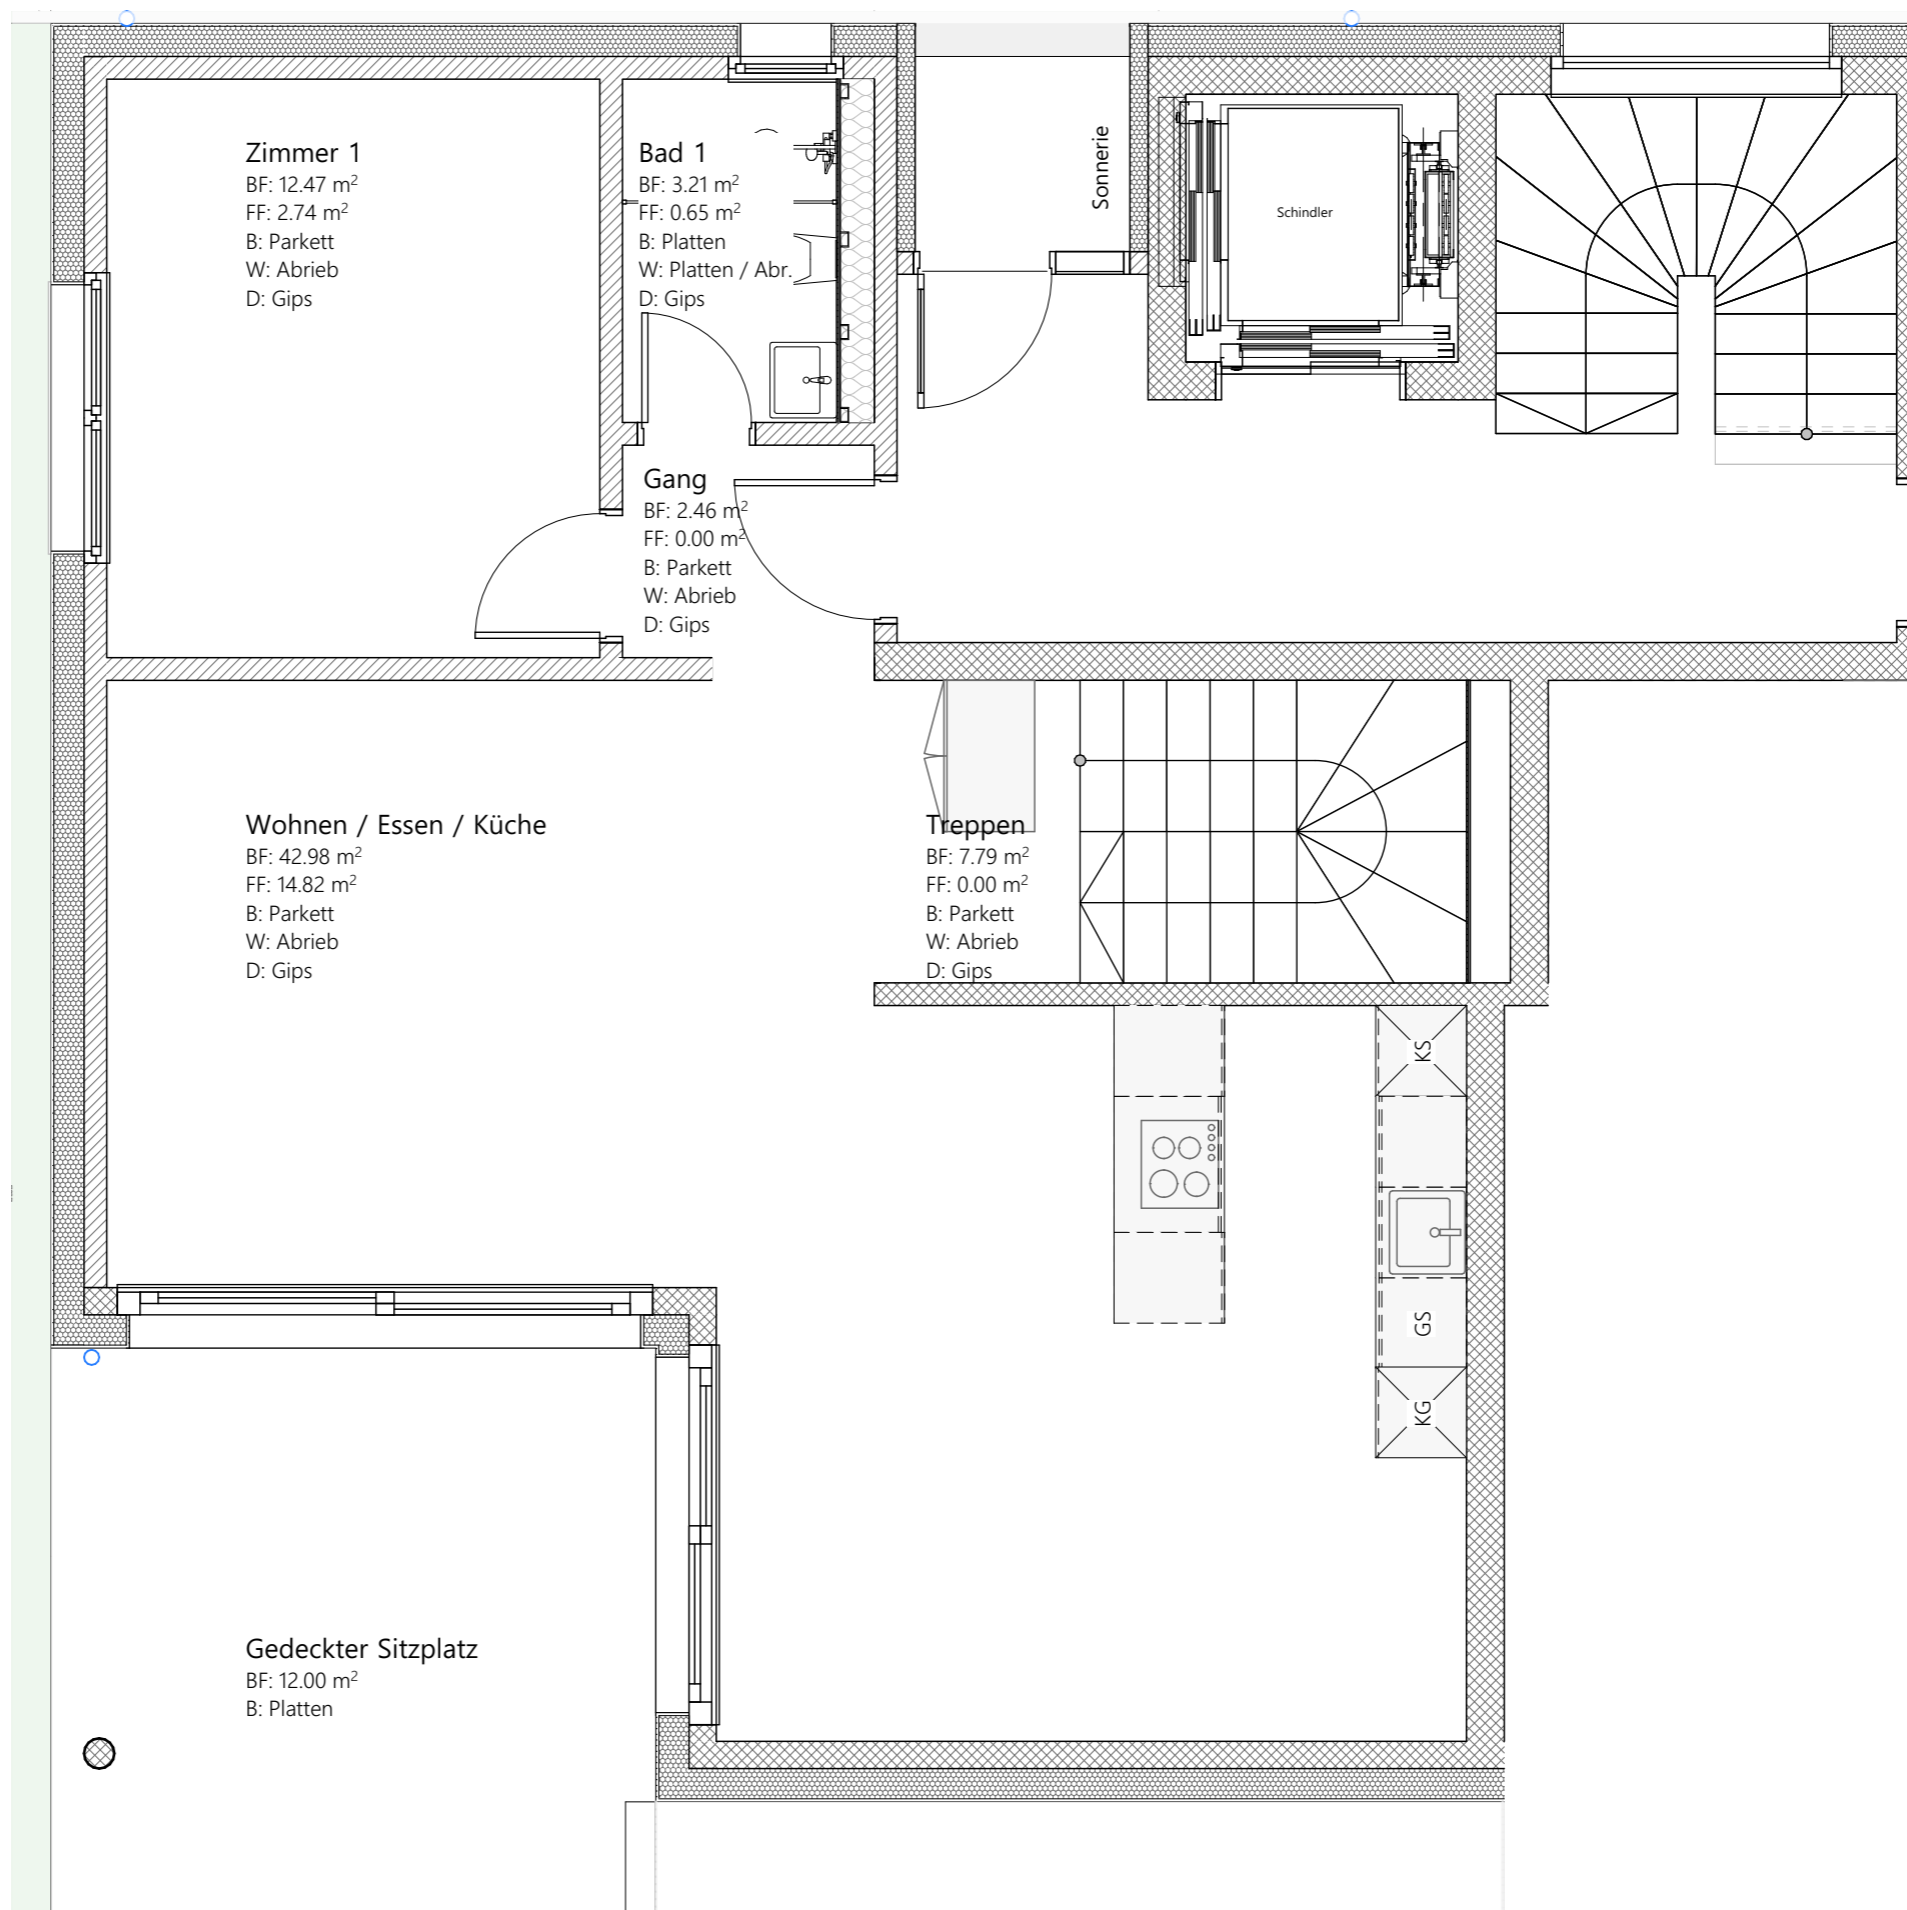 Zimmer 1
BF: 12.47 m²
FF: 2.74 m²
B: Parkett
W: Abrieb
D: Gips
Bad 1
BF: 3.21 m²
FF: 0.65 m²
B: Platten
W: Platten / Abr.
D: Gips
Sonnerie
Schindler
Gang
BF: 2.46 m²
FF: 0.00 m²
B: Parkett
W: Abrieb
D: Gips
Wohnen / Essen / Küche
BF: 42.98 m²
FF: 14.82 m²
B: Parkett
W: Abrieb
D: Gips
Treppen
BF: 7.79 m²
FF: 0.00 m²
B: Parkett
W: Abrieb
D: Gips
KS
GS
KG
Gedeckter Sitzplatz
BF: 12.00 m²
B: Platten